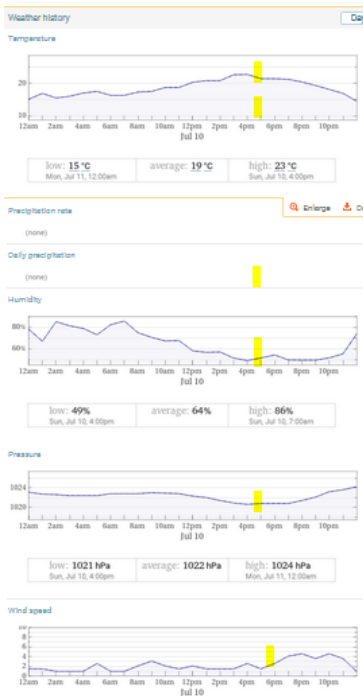 Weather history
Temperature
20
10
12am 2am 4am 6am 8am 10am 12pm 2pm 4pm 6pm 8pm 10pm
Jul 10
low: 15 °C average: 19 °C high: 23 °C
Mon, Jul 11, 12:00am Sun, Jul 10, 4:00pm
Precipitation rate Enlarge
(none)
Daily precipitation
(none)
Humidity
80%
60%
12am 2am 4am 6am 8am 10am 12pm 2pm 4pm 6pm 8pm 10pm
Jul 10
low: 49% average: 64% high: 86%
Sun, Jul 10, 4:00pm Sun, Jul 10, 7:00am
Pressure
1024
1020
12am 2am 4am 6am 8am 10am 12pm 2pm 4pm 6pm 8pm 10pm
Jul 10
low: 1021 hPa average: 1022 hPa high: 1024 hPa
Sun, Jul 10, 4:00pm Mon, Jul 11, 12:00am
Wind speed
10
8
6
4
2
0
12am 2am 4am 6am 8am 10am 12pm 2pm 4pm 6pm 8pm 10pm
Jul 10